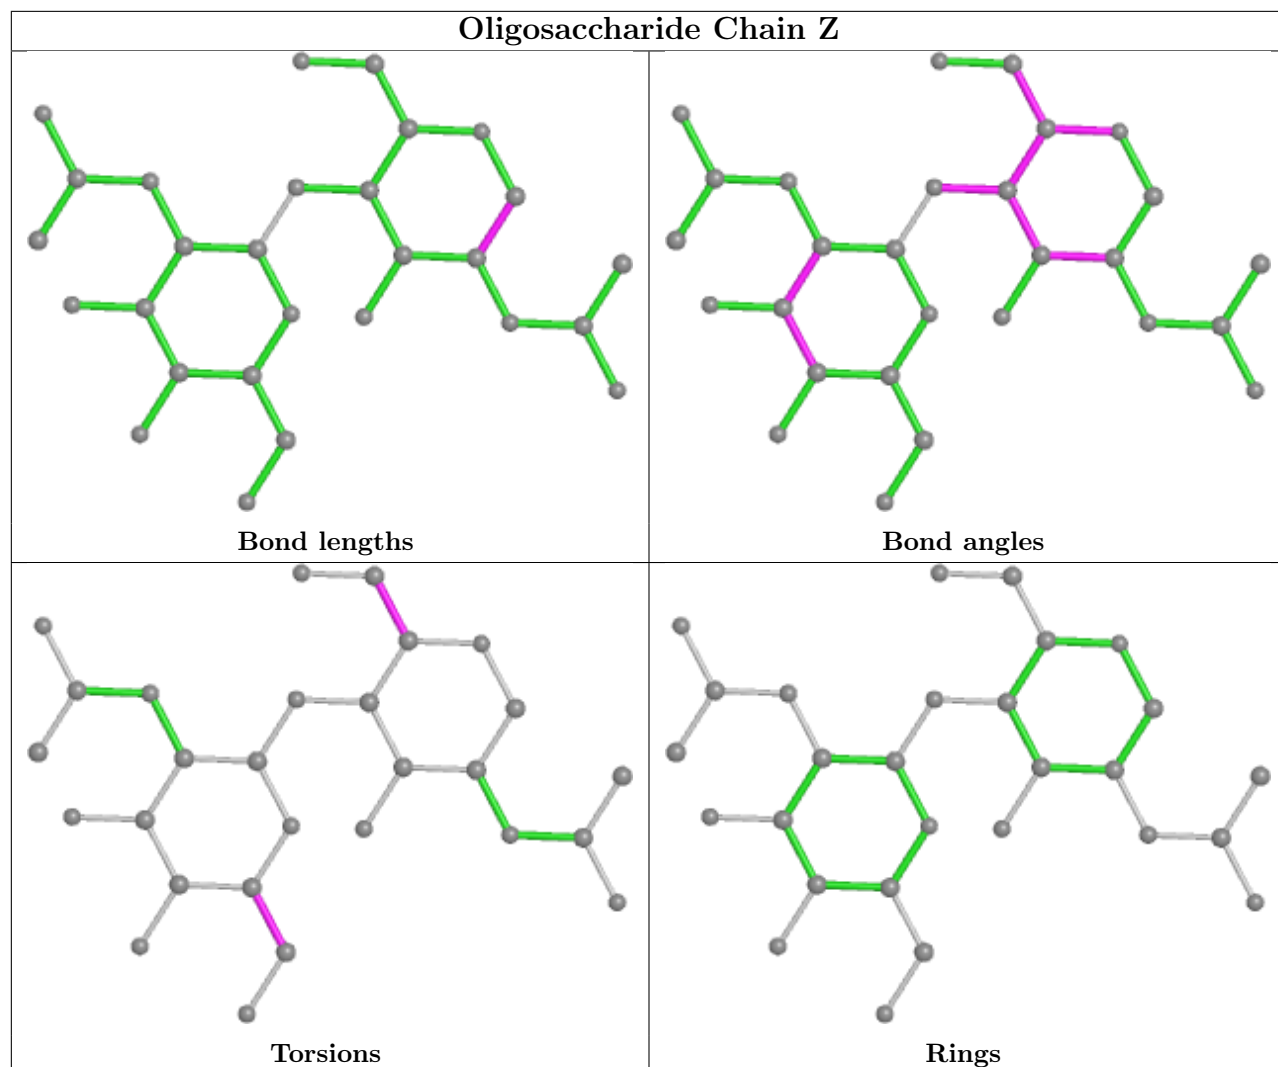 Oligosaccharide Chain Z
Bond lengths
Bond angles
Torsions
Rings